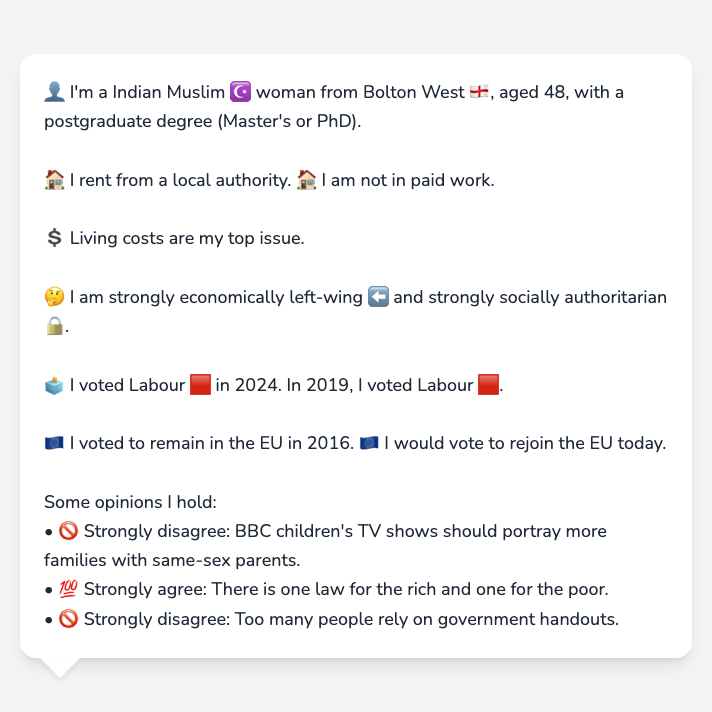 👤 I'm a Indian Muslim ☪️ woman from Bolton West 🏴󠁧󠁢󠁥󠁮󠁧󠁿, aged 48, with a
postgraduate degree (Master's or PhD).
🏠 I rent from a local authority. 🏠 I am not in paid work.
💲 Living costs are my top issue.
🤔 I am strongly economically left-wing ⬅️ and strongly socially authoritarian
🔒.
🗳️ I voted Labour 🟥 in 2024. In 2019, I voted Labour 🟥.
🇪🇺 I voted to remain in the EU in 2016. 🇪🇺 I would vote to rejoin the EU today.
Some opinions I hold:
• 🚫 Strongly disagree: BBC children's TV shows should portray more
families with same-sex parents.
• 💯 Strongly agree: There is one law for the rich and one for the poor.
• 🚫 Strongly disagree: Too many people rely on government handouts.